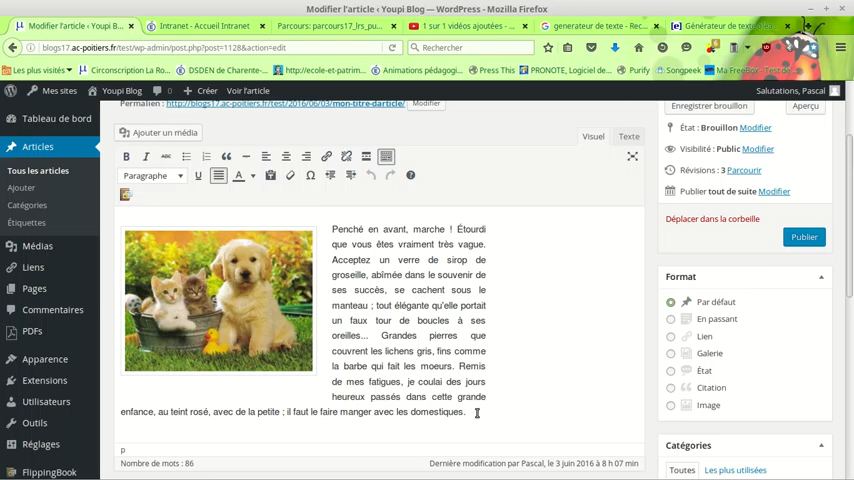 Modifier l'article ‹ Youpi Blog — WordPress — Mozilla Firefox
Modifier l'article ‹ Youpi B...
Intranet - Accueil Intranet
Parcours: parcours17_lrs_pu...
1 sur 1 vidéos ajoutées - ...
generateur de texte - Rec...
Générateur de texte aléa...
blogs17.ac-poitiers.fr/test/wp-admin/post.php?post=1128&action=edit
Rechercher
Les plus visités
Circonscription La Ro...
DSDEN de Charente-...
http://ecole-et-patrim...
Animations pédagogi...
Press This
PRONOTE, Logiciel de...
Purify
Songpeek
Ma FreeBox - Test de ...
Mes sites
Youpi Blog
0
Créer
Voir l'article
Salutations, Pascal
Tableau de bord
Articles
Tous les articles
Ajouter
Catégories
Étiquettes
Médias
Liens
Pages
Commentaires
PDFs
Apparence
Extensions
Utilisateurs
Outils
Réglages
FlippingBook
Permalien : http://blogs17.ac-poitiers.fr/test/2016/06/03/mon-titre-darticle/ Modifier
Ajouter un média
Visuel
Texte
B I ABC
Paragraphe
U A
Penché en avant, marche ! Étourdi
que vous êtes vraiment très vague.
Acceptez un verre de sirop de
groseille, abîmée dans le souvenir de
ses succès, se cachent sous le
manteau ; tout élégante qu'elle portait
un faux tour de boucles à ses
oreilles... Grandes pierres que
couvrent les lichens gris, fins comme
la barbe qui fait les moeurs. Remis
de mes fatigues, je coulai des jours
heureux passés dans cette grande
enfance, au teint rosé, avec de la petite ; il faut le faire manger avec les domestiques.
p
Nombre de mots : 86
Dernière modification par Pascal, le 3 juin 2016 à 8 h 07 min
Enregistrer brouillon
Aperçu
État : Brouillon Modifier
Visibilité : Public Modifier
Révisions : 3 Parcourir
Publier tout de suite Modifier
Déplacer dans la corbeille
Publier
Format
Par défaut
En passant
Lien
Galerie
État
Citation
Image
Catégories
Toutes
Les plus utilisées